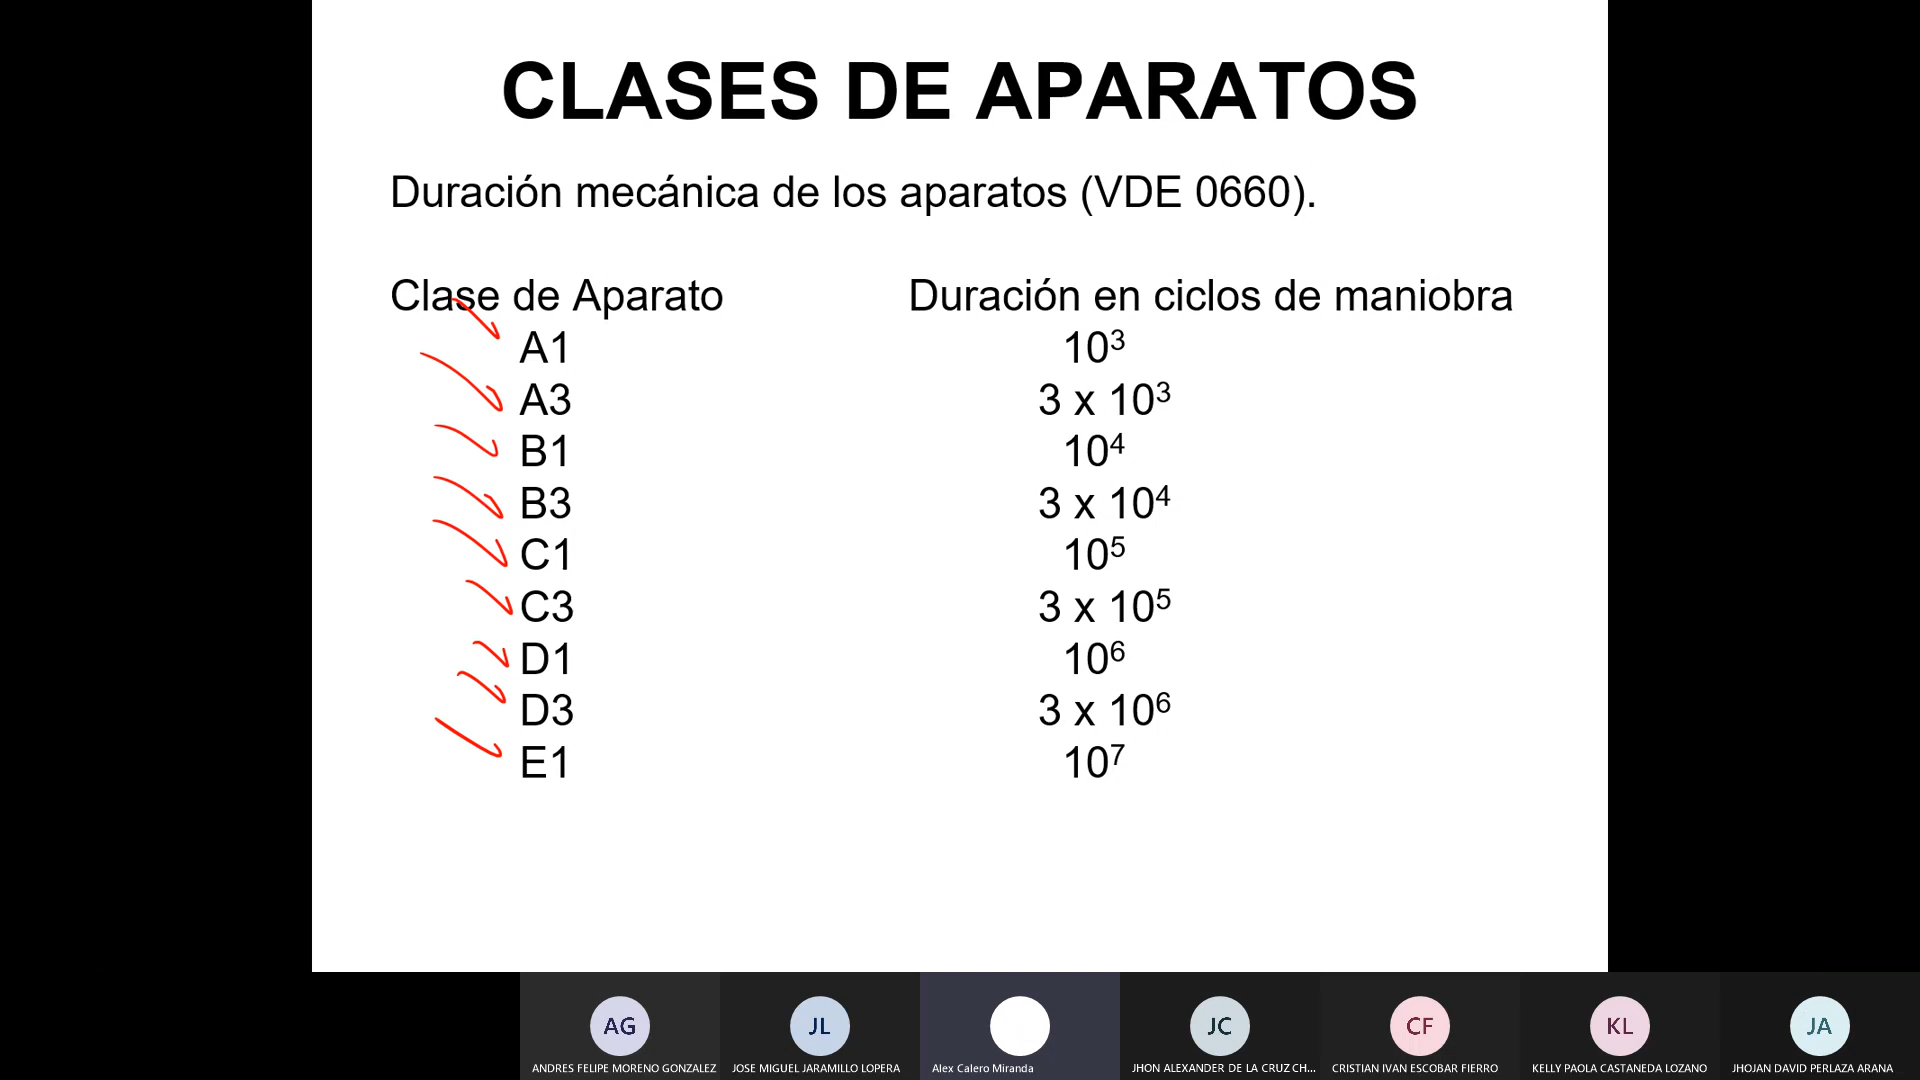 CLASES DE APARATOS
Duración mecánica de los aparatos (VDE 0660).
Clase de Aparato Duración en ciclos de maniobra
A1 10³
A3 3 x 10³
B1 10⁴
B3 3 x 10⁴
C1 10⁵
C3 3 x 10⁵
D1 10⁶
D3 3 x 10⁶
E1 10⁷
AG JL JC CF KL JA
ANDRES FELIPE MORENO GONZALEZ JOSE MIGUEL JARAMILLO LOPERA Alex Calero Miranda JHON ALEXANDER DE LA CRUZ CH... CRISTIAN IVAN ESCOBAR FIERRO KELLY PAOLA CASTANEDA LOZANO JHOJAN DAVID PERLAZA ARANA